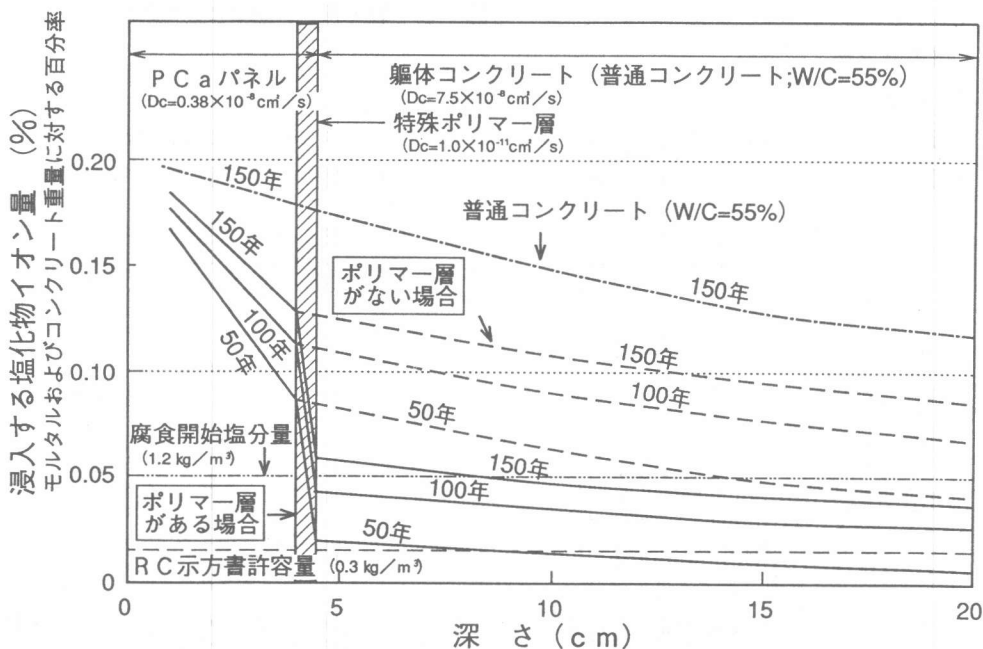 浸入する塩化物イオン量 (%)
モルタルおよびコンクリート重量に対する百分率
PCaパネル
(Dc=0.38×10⁻⁸c㎡/s)
躯体コンクリート(普通コンクリート;W/C=55%)
(Dc=7.5×10⁻⁸c㎡/s)
特殊ポリマー層
(Dc=1.0×10⁻¹¹c㎡/s)
0.20
0.15
0.10
0.05
0
150年
普通コンクリート(W/C=55%)
150年
150年
100年
50年
ポリマー層
がない場合
150年
100年
50年
腐食開始塩分量
(1.2kg/m³)
150年
100年
50年
ポリマー層
がある場合
RC示方書許容量 (0.3kg/m³)
0
5
10
15
20
深 さ(cm)